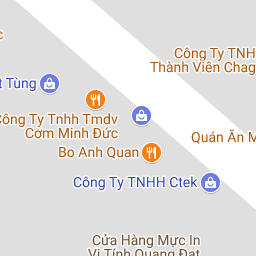 Công Ty TNH
Thành Viên Chag
t Tùng
Công Ty Tnhh Tmdv
Cơm Minh Đức
Quán Ăn M
Bo Anh Quan
Công Ty TNHH Ctek
Cửa Hàng Mực In
Vi Tính Quang Đạt